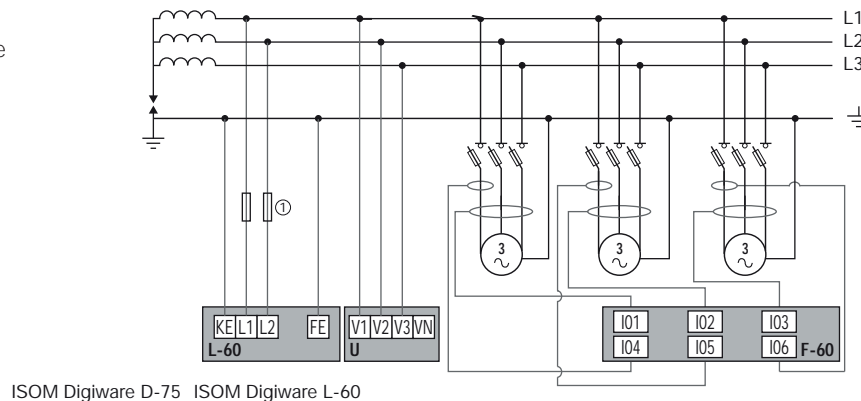 L1
L2
e
L3
①
3
3
3
KE L1 L2 FE
V1 V2 V3 VN
I01 I02 I03
L-60
U
I04 I05 I06 F-60
ISOM Digiware D-75 ISOM Digiware L-60